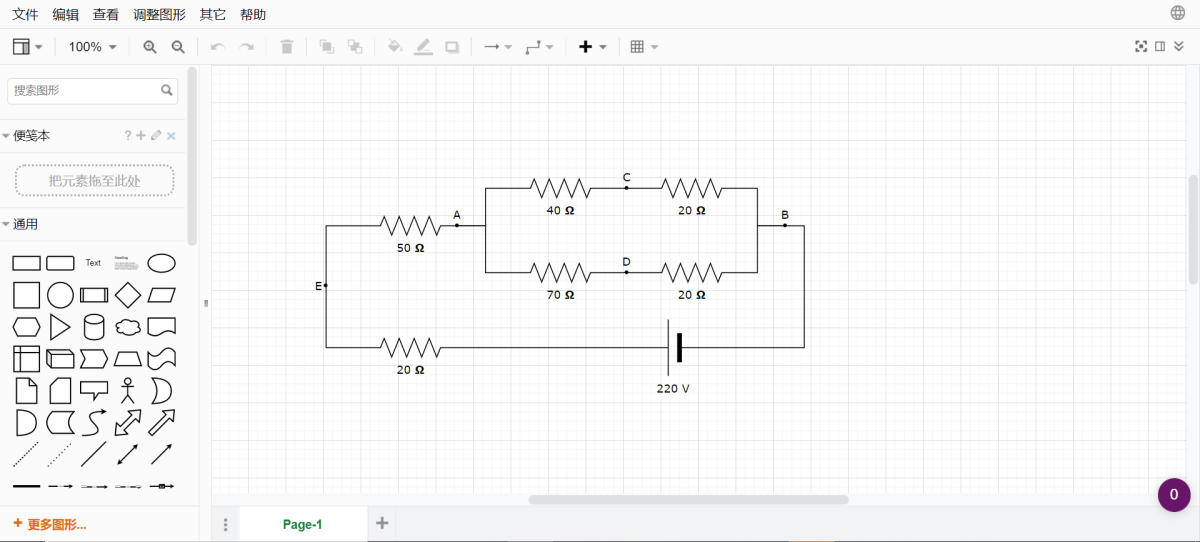 文件 编辑 查看 调整图形 其它 帮助
100%
搜索图形
便笺本 ?
把元素拖至此处
通用
Text
Heading
更多图形...
Page-1
0
C
40 Ω 20 Ω
A B
50 Ω
D
70 Ω 20 Ω
E
20 Ω
220 V